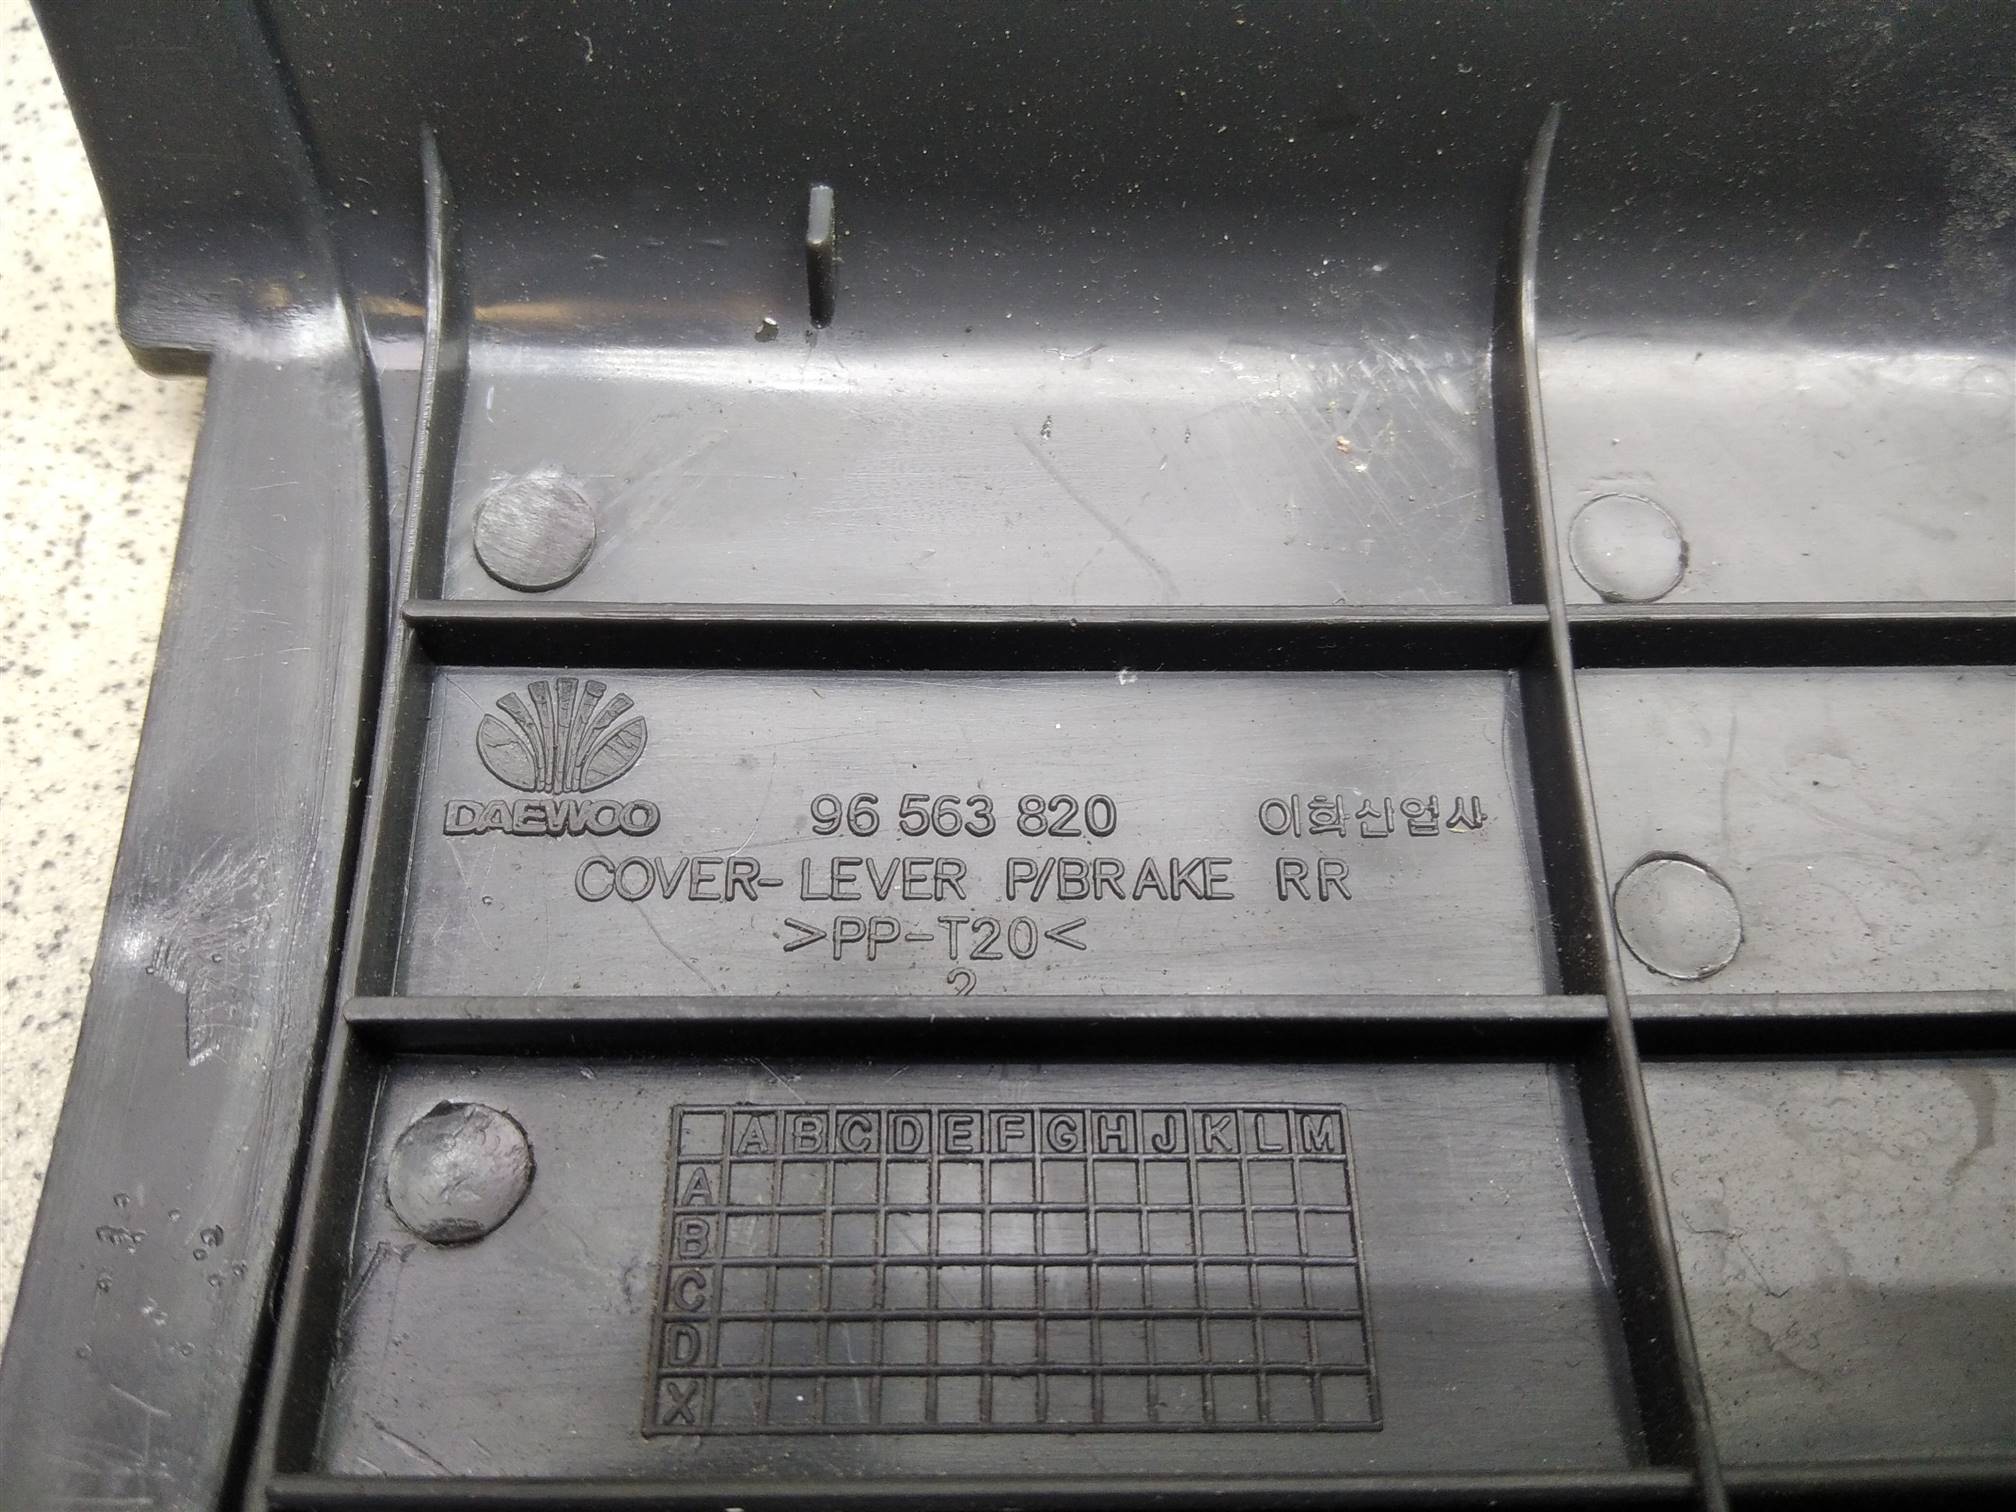 DAEWOO 96 563 820 이화산업사
COVER-LEVER P/BRAKE RR
>PP-T20<
2
A B C D E F G H J K L M
A
B
C
D
X